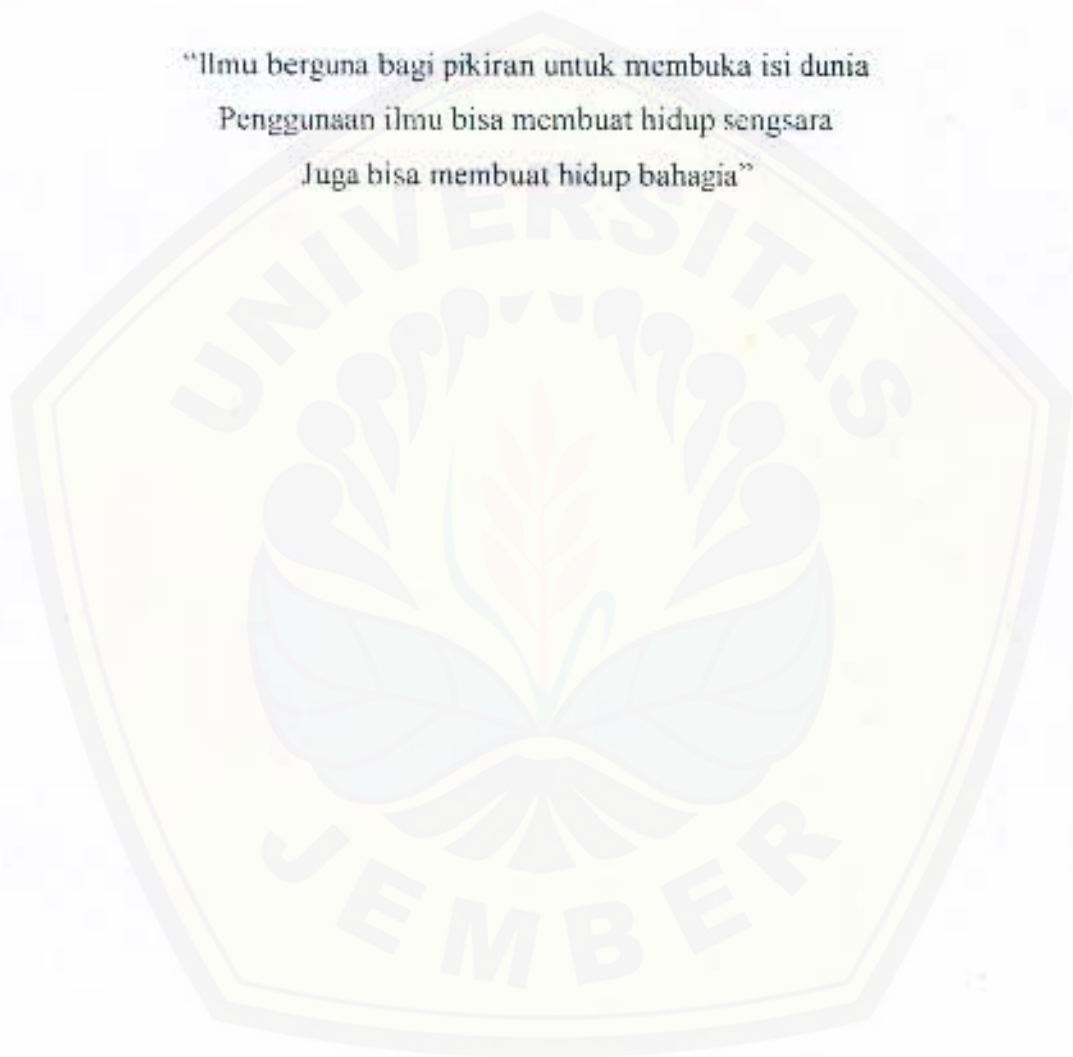 “Ilmu berguna bagi pikiran untuk membuka isi dunia
Penggunaan ilmu bisa membuat hidup sengsara
Juga bisa membuat hidup bahagia”
UNIVERSITAS
JEMBER